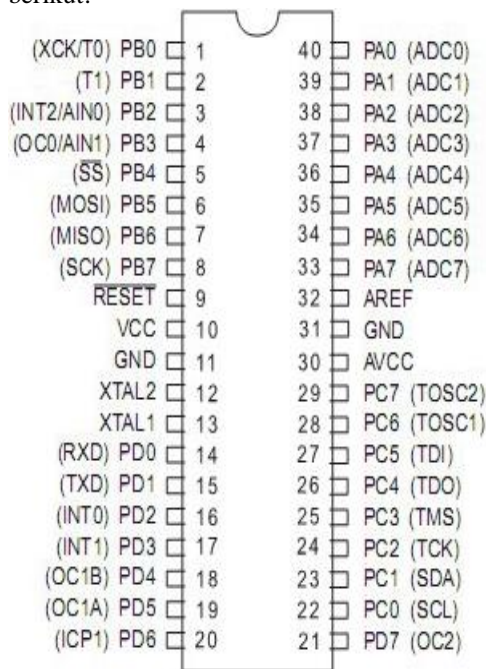 berikut:
(XCK/T0) PB0 1 40 PA0 (ADC0)
(T1) PB1 2 39 PA1 (ADC1)
(INT2/AIN0) PB2 3 38 PA2 (ADC2)
(OC0/AIN1) PB3 4 37 PA3 (ADC3)
(SS) PB4 5 36 PA4 (ADC4)
(MOSI) PB5 6 35 PA5 (ADC5)
(MISO) PB6 7 34 PA6 (ADC6)
(SCK) PB7 8 33 PA7 (ADC7)
RESET 9 32 AREF
VCC 10 31 GND
GND 11 30 AVCC
XTAL2 12 29 PC7 (TOSC2)
XTAL1 13 28 PC6 (TOSC1)
(RXD) PD0 14 27 PC5 (TDI)
(TXD) PD1 15 26 PC4 (TDO)
(INT0) PD2 16 25 PC3 (TMS)
(INT1) PD3 17 24 PC2 (TCK)
(OC1B) PD4 18 23 PC1 (SDA)
(OC1A) PD5 19 22 PC0 (SCL)
(ICP1) PD6 20 21 PD7 (OC2)